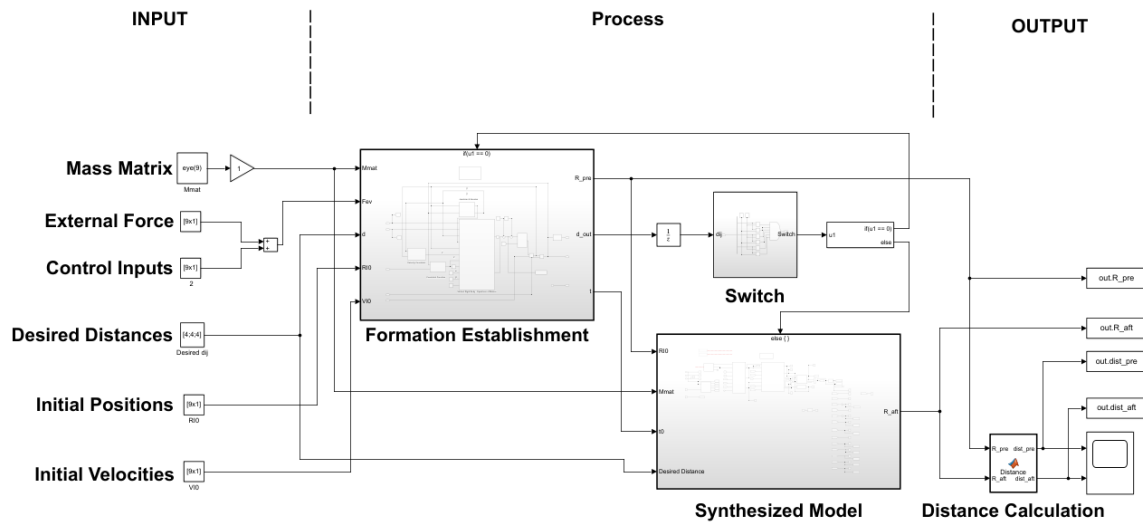 INPUT
Process
OUTPUT
Mass Matrix
eye(9)
Mmat
1
External Force
[9x1]
Control Inputs
[9x1]
2
Desired Distances
[4;4;4]
Desired dij
Initial Positions
[9x1]
RI0
Initial Velocities
[9x1]
VI0
if(u1 == 0)
Mmat
Fev
d
RI0
VI0
R_pre
d_out
t
Formation Establishment
1
z
dij
Switch
Switch
u1
if(u1 == 0)
else
else { }
RI0
Mmat
t0
Desired Distance
R_aft
Synthesized Model
R_pre
R_aft
Distance
dist_pre
dist_aft
Distance Calculation
out.R_pre
out.R_aft
out.dist_pre
out.dist_aft